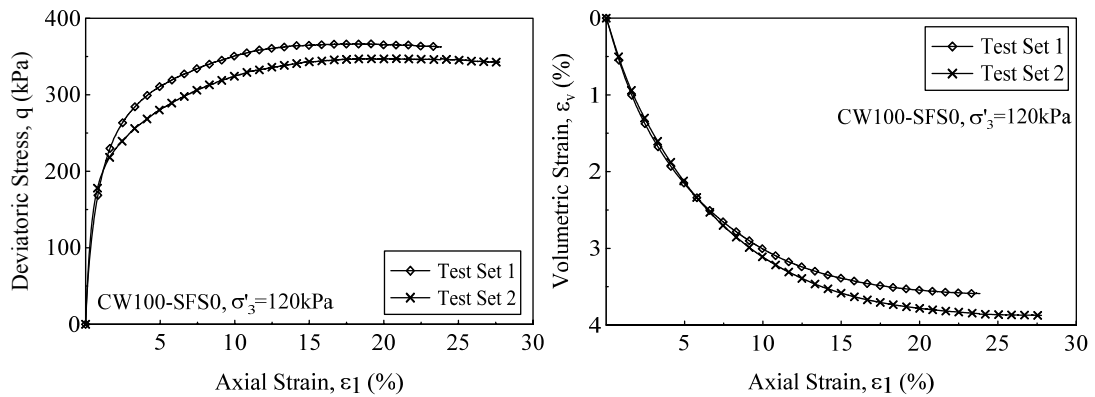 Deviatoric Stress, q (kPa)
400
300
200
100
0
Test Set 1
Test Set 2
CW100-SFS0, σ'3=120kPa
5 10 15 20 25 30
Axial Strain, ε1 (%)
Volumetric Strain, εv (%)
0
1
2
3
4
Test Set 1
Test Set 2
CW100-SFS0, σ'3=120kPa
5 10 15 20 25 30
Axial Strain, ε1 (%)